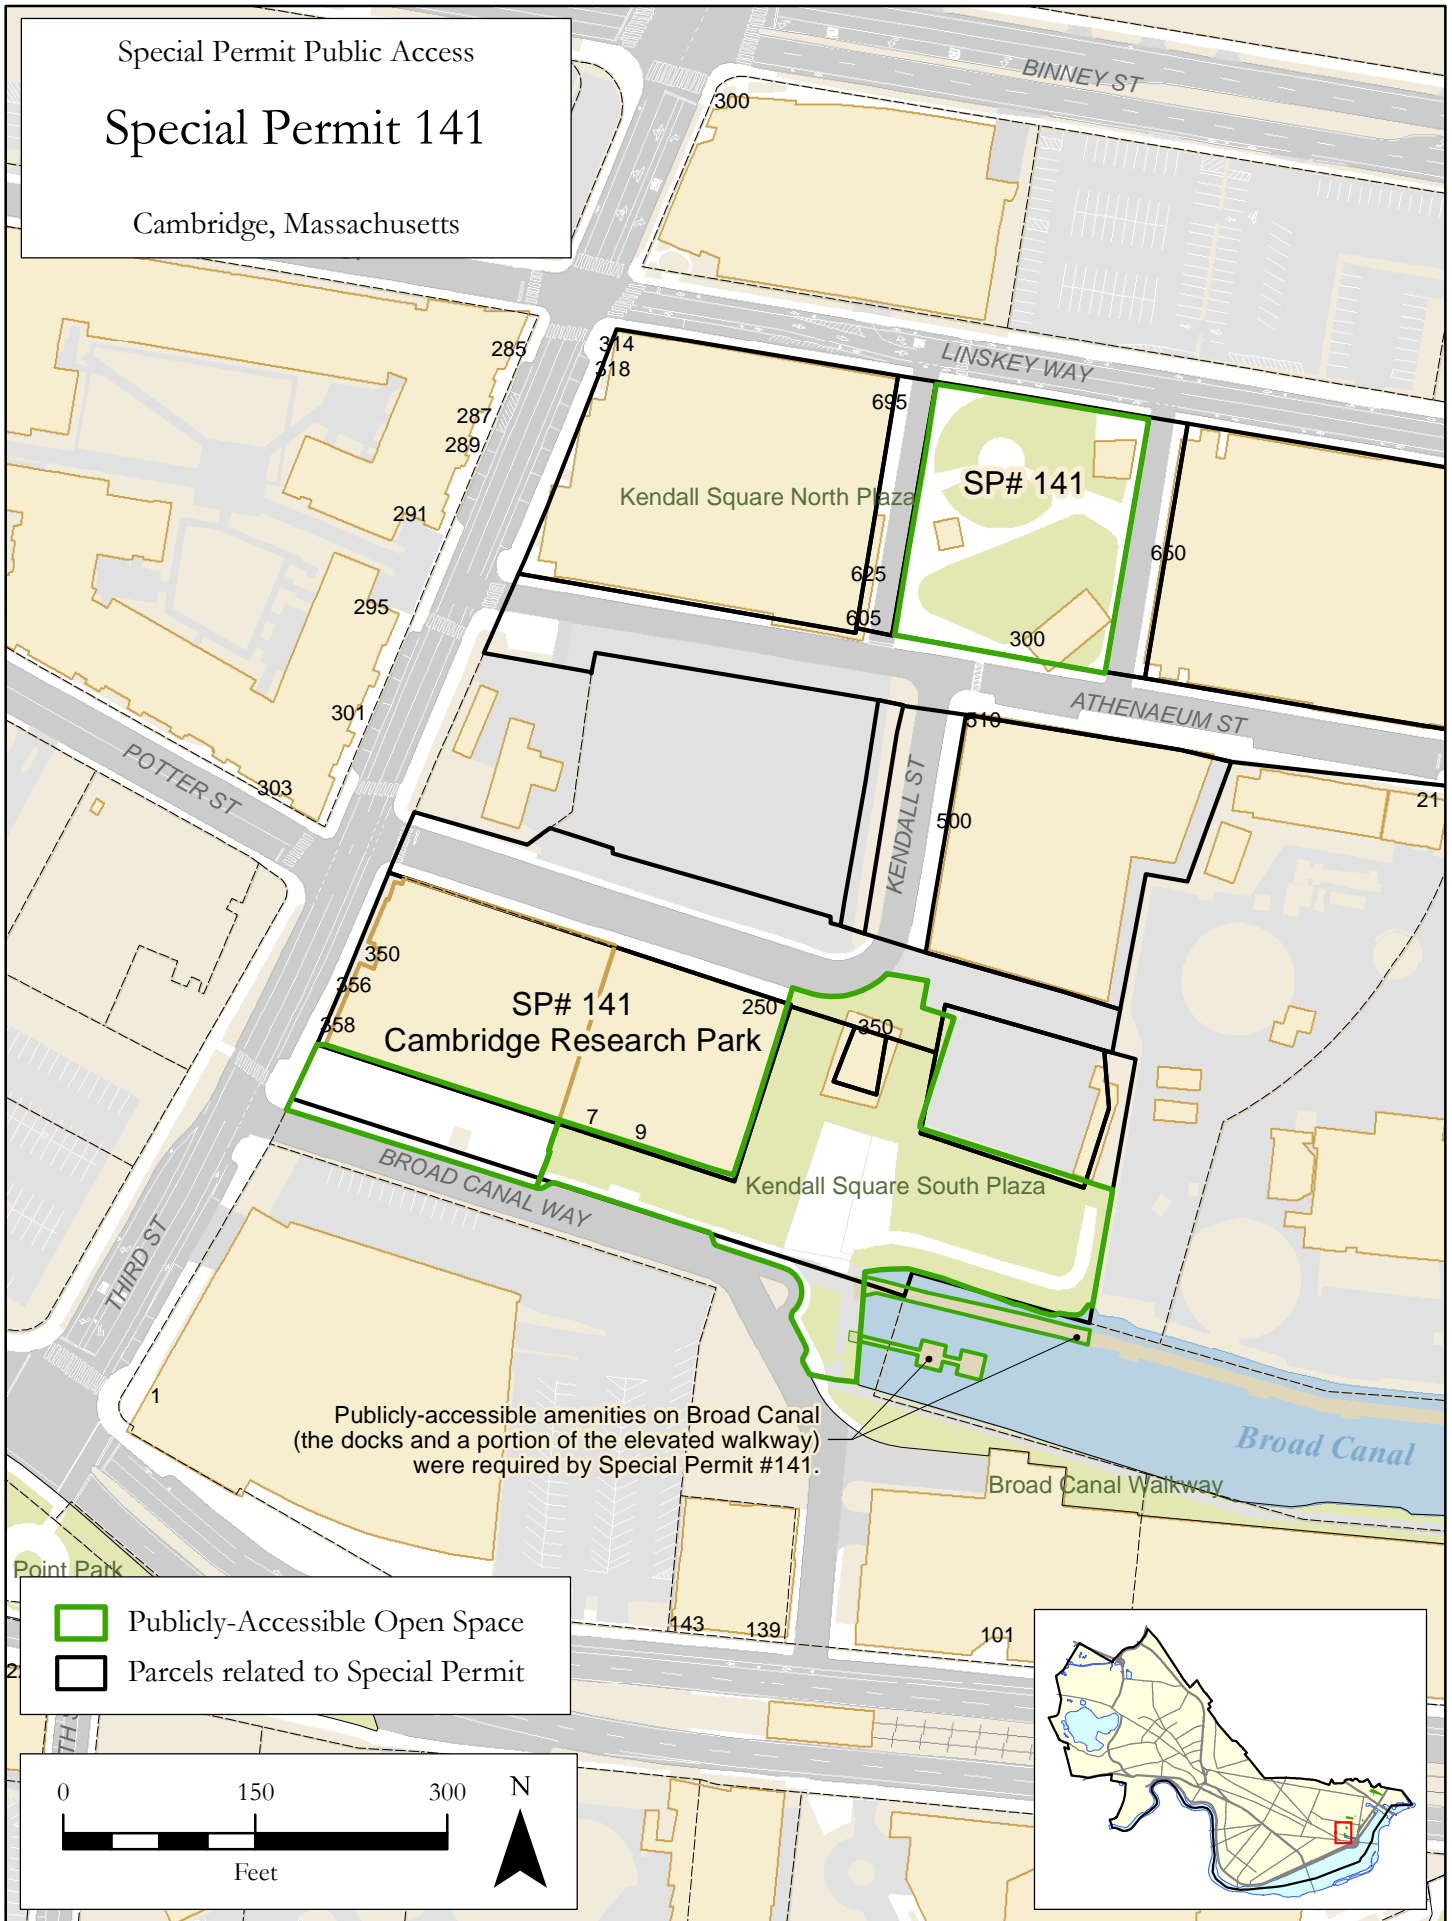 Special Permit Public Access
Special Permit 141
Cambridge, Massachusetts
BINNEY ST
300
LINSKEY WAY
285
314
318
287
289
695
SP# 141
Kendall Square North Plaza
291
650
625
295
605
300
301
ATHENAEUM ST
510
POTTER ST
303
KENDALL ST
500
21
350
356
358
SP# 141
Cambridge Research Park
250
350
7
9
BROAD CANAL WAY
Kendall Square South Plaza
THIRD ST
1
Publicly-accessible amenities on Broad Canal
(the docks and a portion of the elevated walkway)
were required by Special Permit #141.
Broad Canal
Broad Canal Walkway
Point Park
Publicly-Accessible Open Space
Parcels related to Special Permit
143
139
101
0 150 300
Feet
N